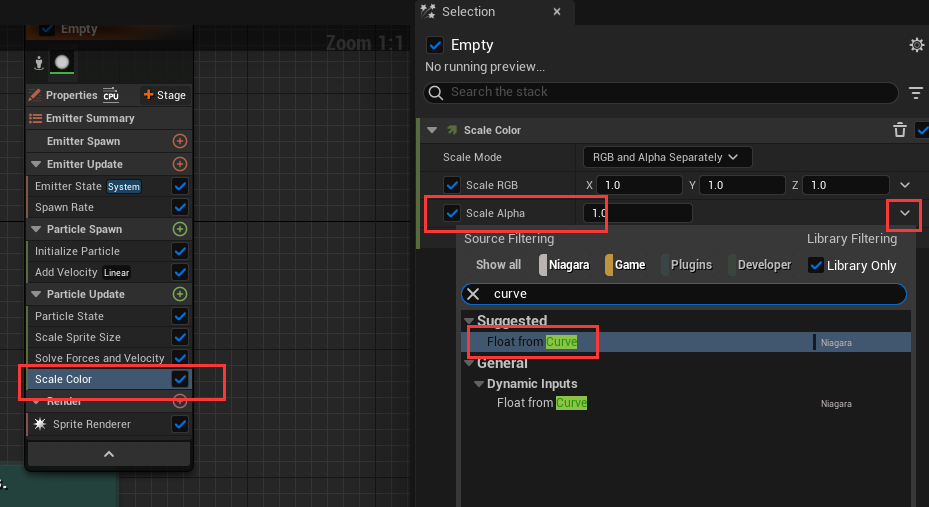 Empty
Zoom 1:1
Properties CPU + Stage
Emitter Summary
Emitter Spawn
Emitter Update
Emitter State System
Spawn Rate
Particle Spawn
Initialize Particle
Add Velocity Linear
Particle Update
Particle State
Scale Sprite Size
Solve Forces and Velocity
Scale Color
Render
Sprite Renderer
s.
Selection
Empty
No running preview...
Search the stack
Scale Color
Scale Mode RGB and Alpha Separately
Scale RGB X 1.0 Y 1.0 Z 1.0
Scale Alpha 1.0
Source Filtering Library Filtering
Show all Niagara Game Plugins Developer Library Only
curve
Suggested
Float from Curve Niagara
General
Dynamic Inputs
Float from Curve Niagara